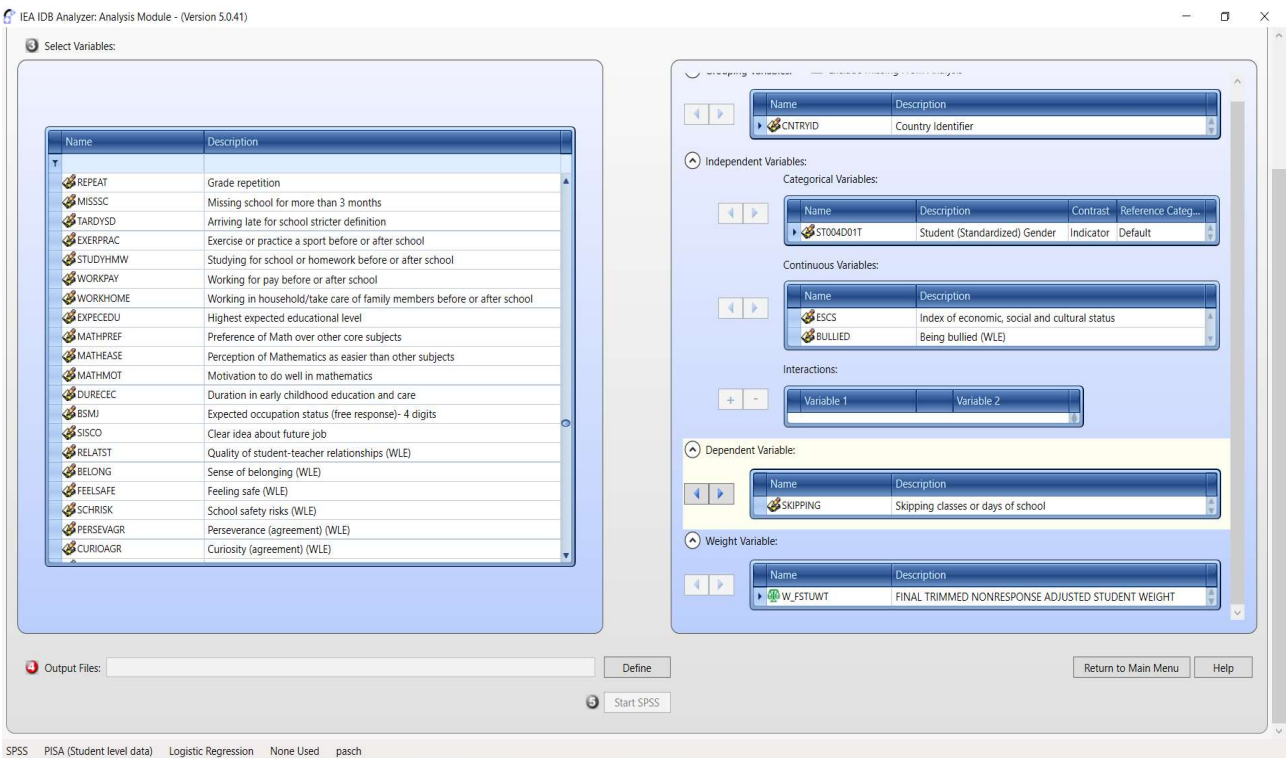 IEA IDB Analyzer: Analysis Module - (Version 5.0.41)
3 Select Variables:
Name Description
REPEAT Grade repetition
MISSSC Missing school for more than 3 months
TARDYSD Arriving late for school stricter definition
EXERPRAC Exercise or practice a sport before or after school
STUDYHMW Studying for school or homework before or after school
WORKPAY Working for pay before or after school
WORKHOME Working in household/take care of family members before or after school
EXPECEDU Highest expected educational level
MATHPREF Preference of Math over other core subjects
MATHEASE Perception of Mathematics as easier than other subjects
MATHMOT Motivation to do well in mathematics
DURECEC Duration in early childhood education and care
BSMJ Expected occupation status (free response)- 4 digits
SISCO Clear idea about future job
RELATST Quality of student-teacher relationships (WLE)
BELONG Sense of belonging (WLE)
FEELSAFE Feeling safe (WLE)
SCHRISK School safety risks (WLE)
PERSEVAGR Perseverance (agreement) (WLE)
CURIOAGR Curiosity (agreement) (WLE)
Name Description
CNTRYID Country Identifier
Independent Variables:
Categorical Variables:
Name Description Contrast Reference Categ...
ST004D01T Student (Standardized) Gender Indicator Default
Continuous Variables:
Name Description
ESCS Index of economic, social and cultural status
BULLIED Being bullied (WLE)
Interactions:
+ -
Variable 1 Variable 2
Dependent Variable:
Name Description
SKIPPING Skipping classes or days of school
Weight Variable:
Name Description
W_FSTUWT FINAL TRIMMED NONRESPONSE ADJUSTED STUDENT WEIGHT
4 Output Files: Define Return to Main Menu Help
5 Start SPSS
SPSS PISA (Student level data) Logistic Regression None Used pasch